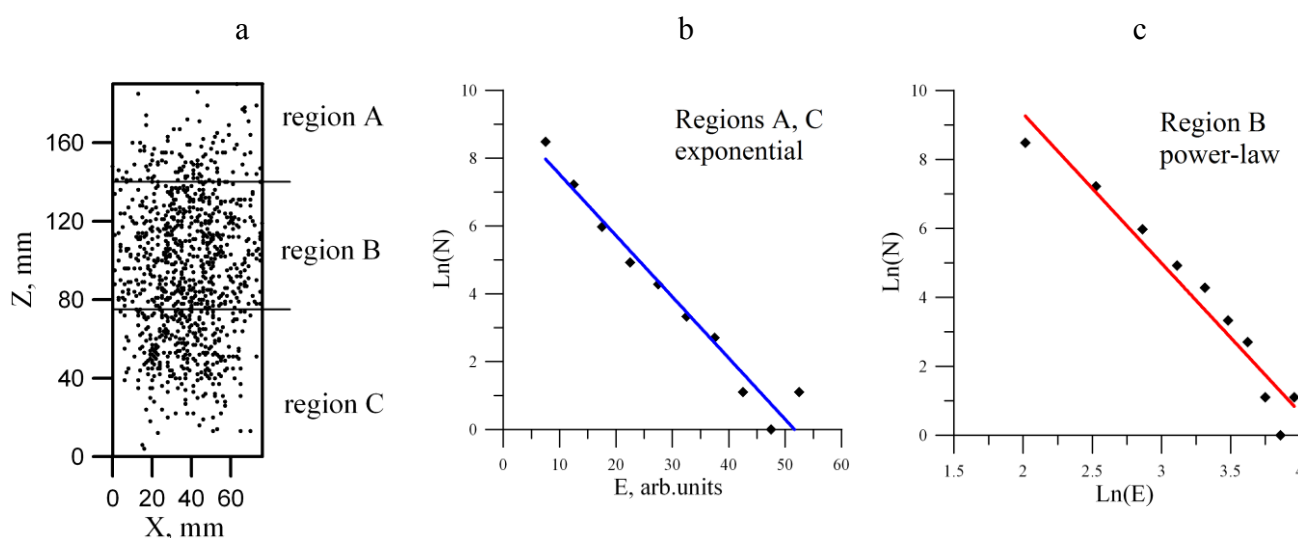 a
b
c
region A
region B
region C
160
120
80
40
0
0 20 40 60
Z, mm
X, mm
Regions A, C
exponential
10
8
6
4
2
0
0 10 20 30 40 50 60
Ln(N)
E, arb.units
Region B
power-law
10
8
6
4
2
0
1.5 2 2.5 3 3.5 4
Ln(N)
Ln(E)